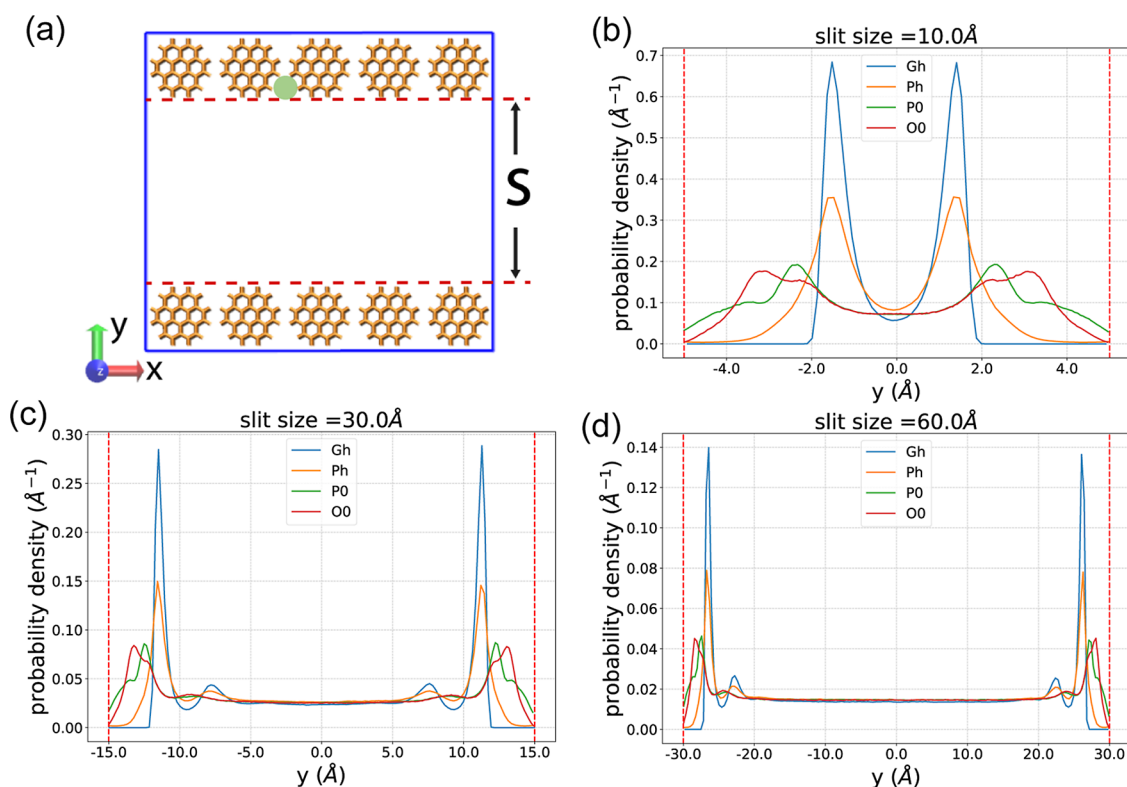 (a)
S
y
z
x
(b)
slit size =10.0Å
probability density (Å⁻¹)
0.7
0.6
0.5
0.4
0.3
0.2
0.1
0.0
Gh
Ph
P0
O0
-4.0 -2.0 0.0 2.0 4.0
y (Å)
(c)
slit size =30.0Å
probability density (Å⁻¹)
0.30
0.25
0.20
0.15
0.10
0.05
0.00
Gh
Ph
P0
O0
-15.0 -10.0 -5.0 0.0 5.0 10.0 15.0
y (Å)
(d)
slit size =60.0Å
probability density (Å⁻¹)
0.14
0.12
0.10
0.08
0.06
0.04
0.02
0.00
Gh
Ph
P0
O0
-30.0 -20.0 -10.0 0.0 10.0 20.0 30.0
y (Å)